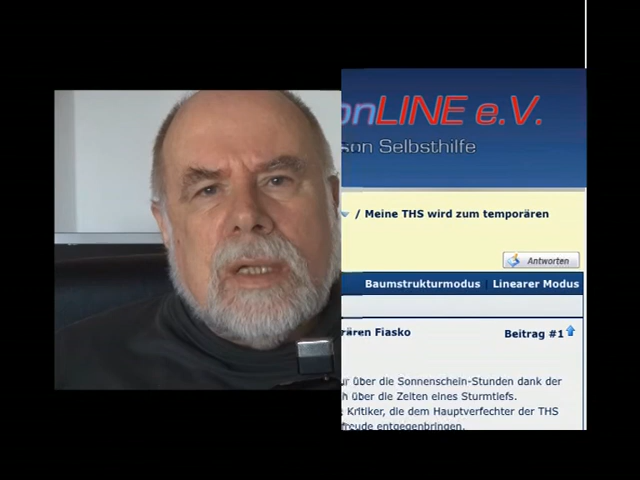 onLINE e.V.
son Selbsthilfe
/ Meine THS wird zum temporären
Antworten
Baumstrukturmodus Linearer Modus
rären Fiasko Beitrag #1
ur über die Sonnenschein-Stunden dank der
h über die Zeiten eines Sturmtiefs.
Kritiker, die dem Hauptverfechter der THS
freude entgegenbringen.